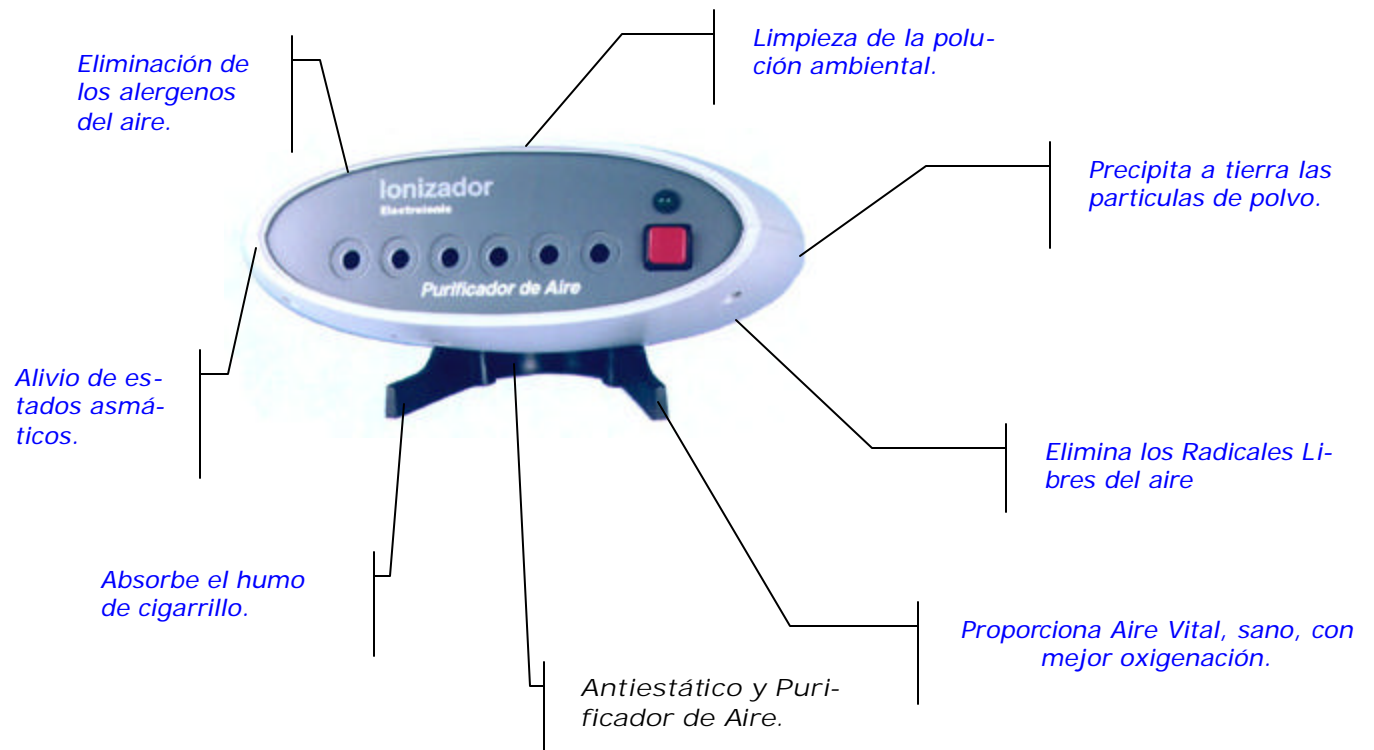 Eliminación de
los alergenos
del aire.
Limpieza de la polu-
ción ambiental.
Precipita a tierra las
particulas de polvo.
Ionizador
Electroionic
Purificador de Aire
Alivio de es-
tados asmá-
ticos.
Elimina los Radicales Li-
bres del aire
Absorbe el humo
de cigarrillo.
Proporciona Aire Vital, sano, con
mejor oxigenación.
Antiestático y Puri-
ficador de Aire.